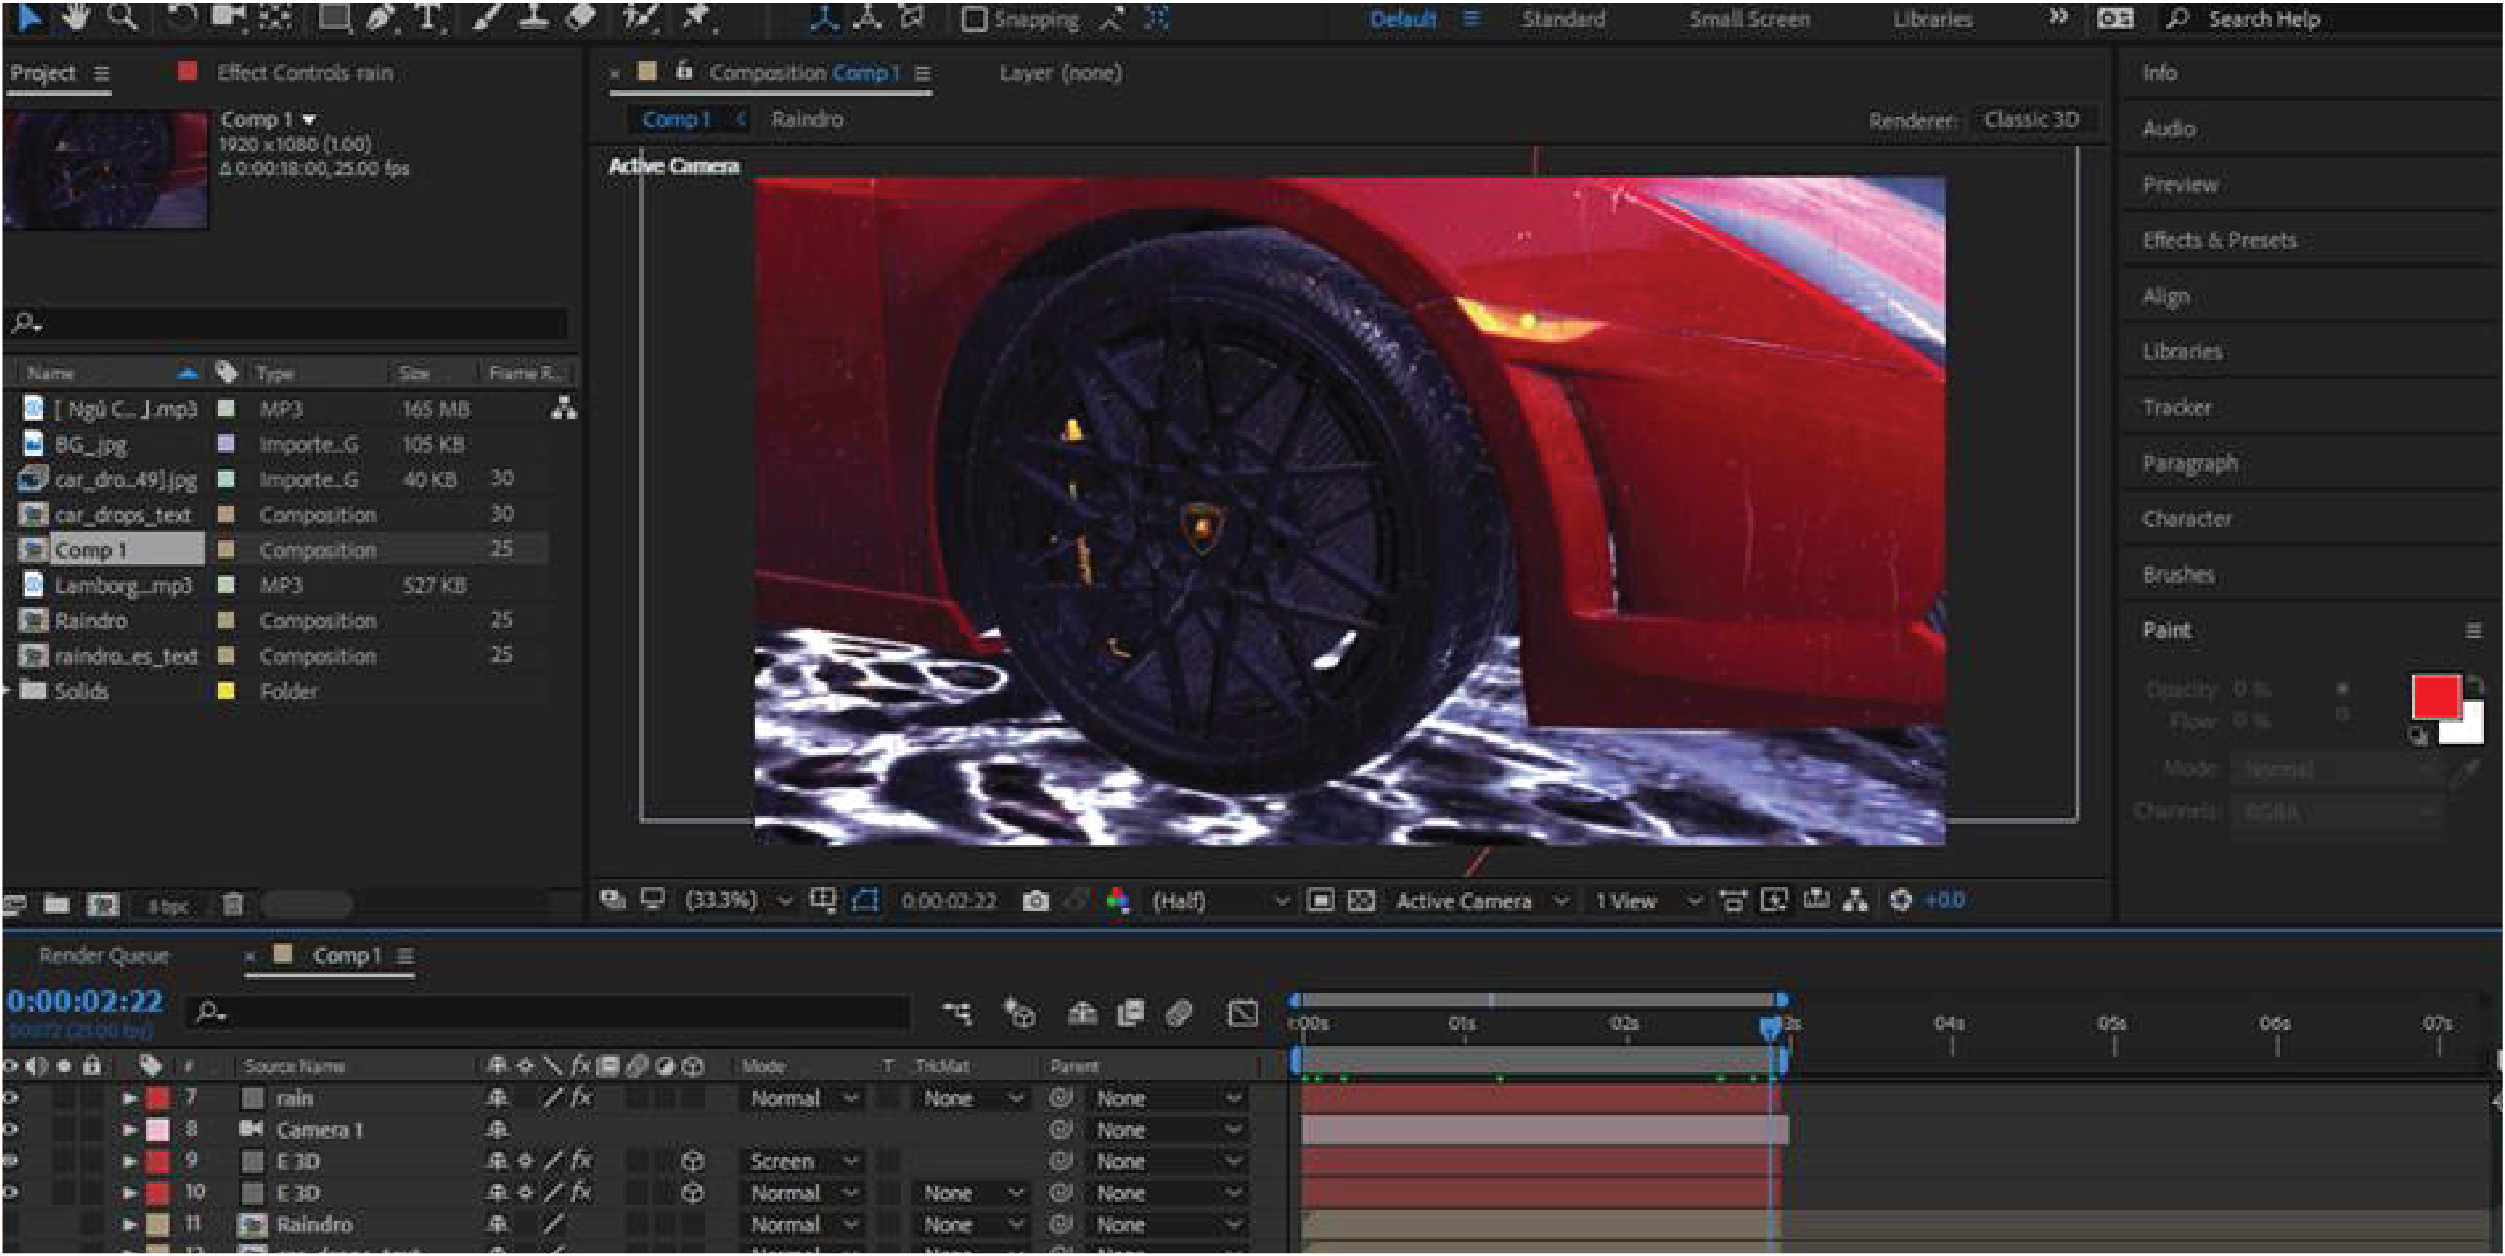 Snapping Default Standard Small Screen Libraries Search Help
Project Effect Controls rain
Comp 1
1920 x1080 (1.00)
Δ 0:00:18:00, 25.00 fps
Name Type Size Frame R..
[ Ngù C... ].mp3 MP3 165 MB
BG_jpg Importe..G 105 KB
car_dro..49].jpg Importe..G 40 KB 30
car_drops_text Composition 30
Comp 1 Composition 25
Lamborg...mp3 MP3 527 KB
Raindro Composition 25
raindro..es_text Composition 25
Solids Folder
8 bpc
Composition Comp 1 Layer (none)
Comp 1 Raindro Renderer: Classic 3D
Active Camera
(33.3%) 0:00:02:22 (Half) Active Camera 1 View +0.0
Info
Audio
Preview
Effects & Presets
Align
Libraries
Tracker
Paragraph
Character
Brushes
Paint
Opacity: 0 %
Flow: 0 %
Mode: Normal
Channels: RGBA
Render Queue Comp 1
0:00:02:22
00072 (25.00 fps)
:00s 01s 02s 3s 04s 05s 06s 07s
# Source Name fx Mode T TrkMat Parent
7 rain fx Normal None None
8 Camera 1 None
9 E 3D fx Screen None
10 E 3D fx Normal None None
11 Raindro Normal None None